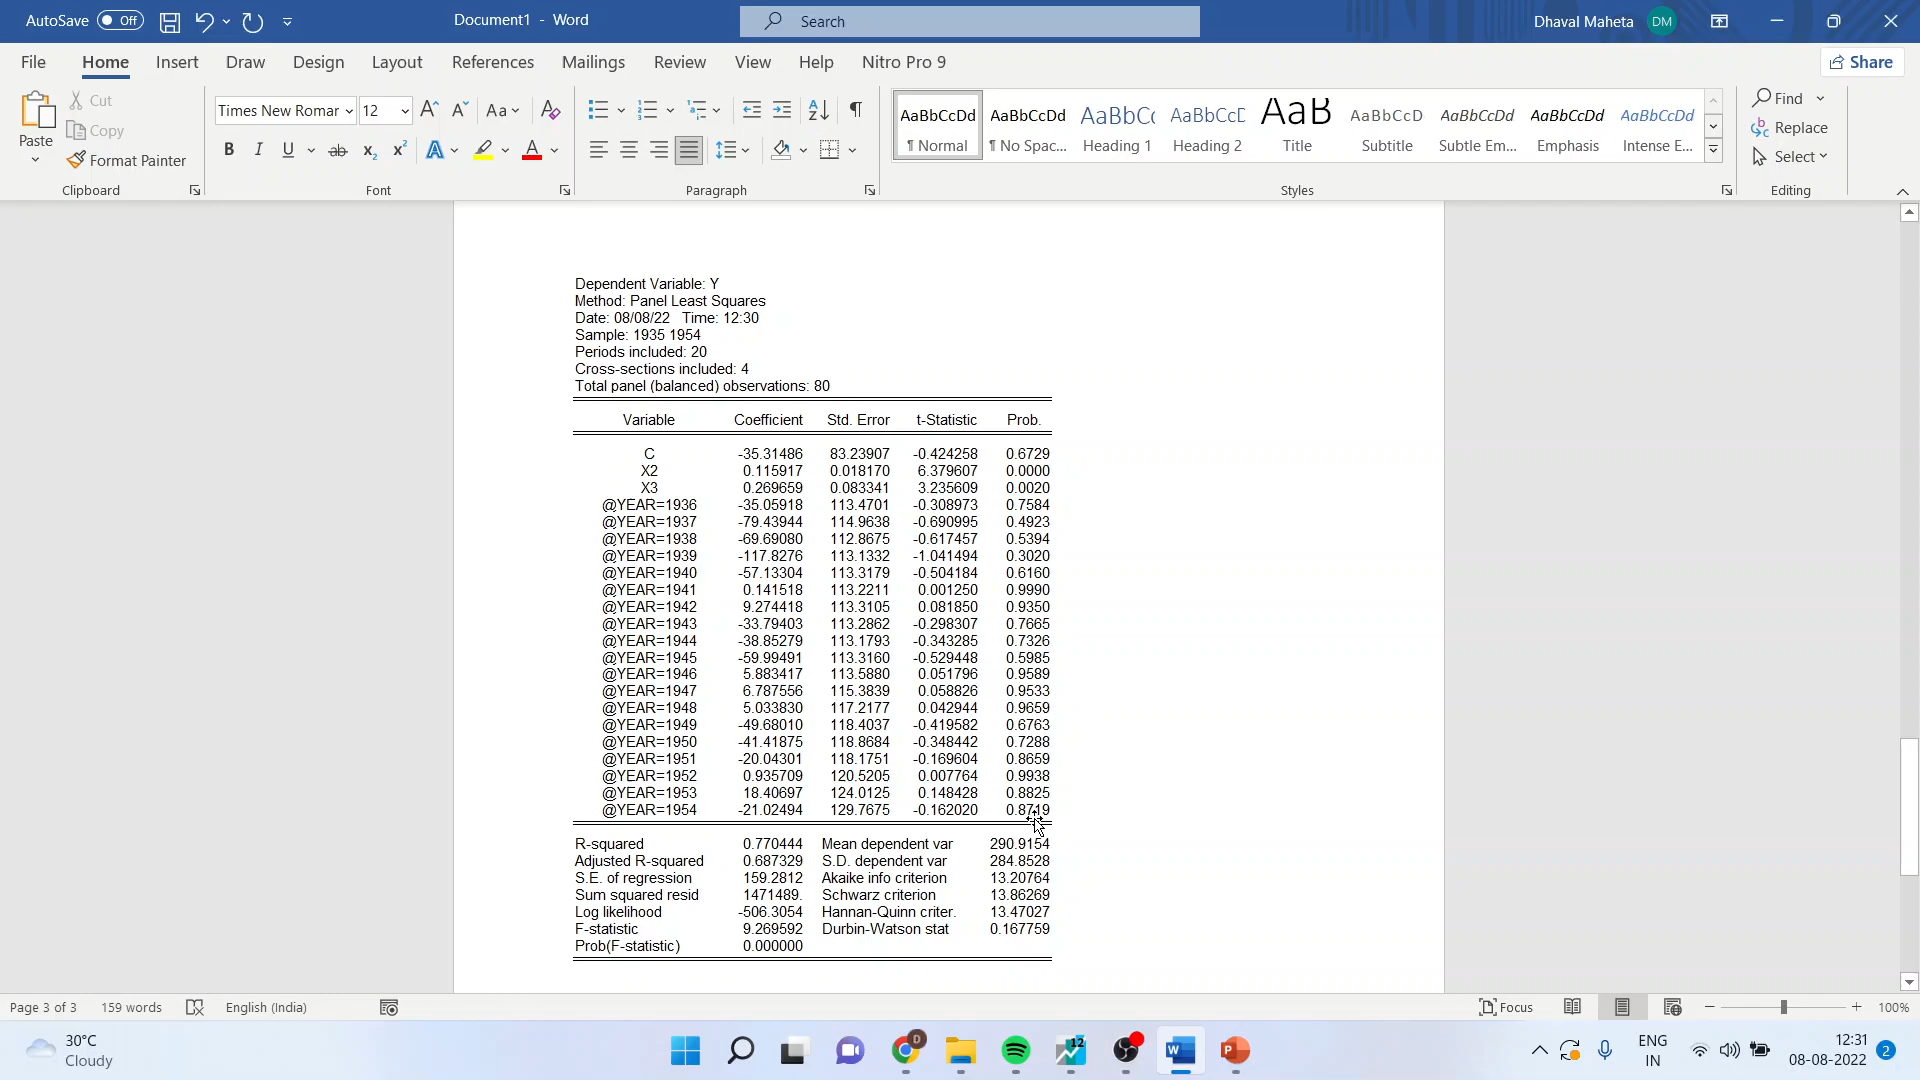 AutoSave Off Document1 - Word Search Dhaval Maheta DM
File Home Insert Draw Design Layout References Mailings Review View Help Nitro Pro 9 Share
Paste Cut Copy Format Painter Clipboard
Times New Romar 12 Aa
B I U ab x₂ x² A A Font
Paragraph
AaBbCcDd ¶ Normal
AaBbCcDd ¶ No Spac...
AaBbC( Heading 1
AaBbCcE Heading 2
AaB Title
AaBbCcD Subtitle
AaBbCcDd Subtle Em...
AaBbCcDd Emphasis
AaBbCcDd Intense E...
Styles
Find
Replace
Select
Editing
Dependent Variable: Y
Method: Panel Least Squares
Date: 08/08/22 Time: 12:30
Sample: 1935 1954
Periods included: 20
Cross-sections included: 4
Total panel (balanced) observations: 80
Variable Coefficient Std. Error t-Statistic Prob.
C -35.31486 83.23907 -0.424258 0.6729
X2 0.115917 0.018170 6.379607 0.0000
X3 0.269659 0.083341 3.235609 0.0020
@YEAR=1936 -35.05918 113.4701 -0.308973 0.7584
@YEAR=1937 -79.43944 114.9638 -0.690995 0.4923
@YEAR=1938 -69.69080 112.8675 -0.617457 0.5394
@YEAR=1939 -117.8276 113.1332 -1.041494 0.3020
@YEAR=1940 -57.13304 113.3179 -0.504184 0.6160
@YEAR=1941 0.141518 113.2211 0.001250 0.9990
@YEAR=1942 9.274418 113.3105 0.081850 0.9350
@YEAR=1943 -33.79403 113.2862 -0.298307 0.7665
@YEAR=1944 -38.85279 113.1793 -0.343285 0.7326
@YEAR=1945 -59.99491 113.3160 -0.529448 0.5985
@YEAR=1946 5.883417 113.5880 0.051796 0.9589
@YEAR=1947 6.787556 115.3839 0.058826 0.9533
@YEAR=1948 5.033830 117.2177 0.042944 0.9659
@YEAR=1949 -49.68010 118.4037 -0.419582 0.6763
@YEAR=1950 -41.41875 118.8684 -0.348442 0.7288
@YEAR=1951 -20.04301 118.1751 -0.169604 0.8659
@YEAR=1952 0.935709 120.5205 0.007764 0.9938
@YEAR=1953 18.40697 124.0125 0.148428 0.8825
@YEAR=1954 -21.02494 129.7675 -0.162020 0.8719
R-squared 0.770444 Mean dependent var 290.9154
Adjusted R-squared 0.687329 S.D. dependent var 284.8528
S.E. of regression 159.2812 Akaike info criterion 13.20764
Sum squared resid 1471489. Schwarz criterion 13.86269
Log likelihood -506.3054 Hannan-Quinn criter. 13.47027
F-statistic 9.269592 Durbin-Watson stat 0.167759
Prob(F-statistic) 0.000000
Page 3 of 3 159 words English (India) Focus 100%
30°C
Cloudy
D
12
W
P
ENG
IN
12:31
08-08-2022
2